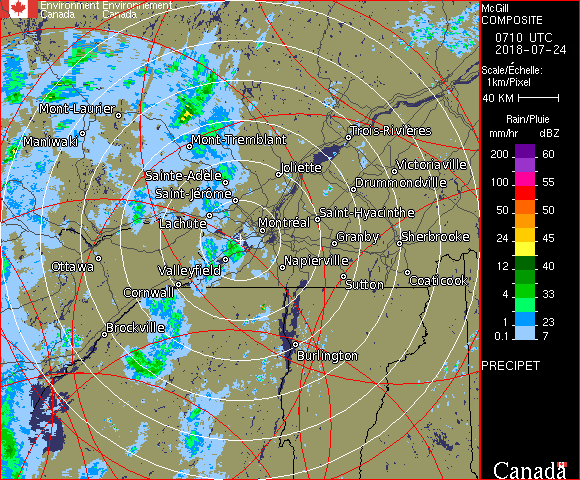 Environment Environnement
Canada Canada
McGill
COMPOSITE
0710 UTC
2018-07-24
Scale/Échelle:
1km/Pixel
40 KM
Rain/Pluie
mm/hr dBZ
200 60
150 57
100 55
50 50
24 45
12 40
4 33
1 23
0.1 7
PRECIPET
Canada
Mont-Laurier
Maniwaki
Mont-Tremblant
Trois-Rivières
Sainte-Adèle
Joliette
Victoriaville
Saint-Jérôme
Drummondville
Lachute
Montréal
Saint-Hyacinthe
Ottawa
Granby
Sherbrooke
Valleyfield
Napierville
Cornwall
Sutton
Coaticook
Brockville
Burlington